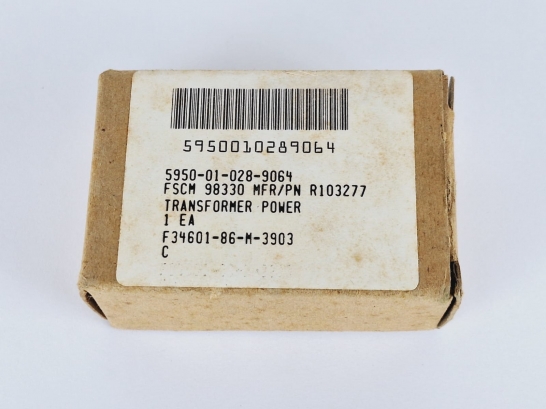 5950010289064
5950-01-028-9064
FSCM 98330 MFR/PN R103277
TRANSFORMER POWER
1 EA
F34601-86-M-3903
C